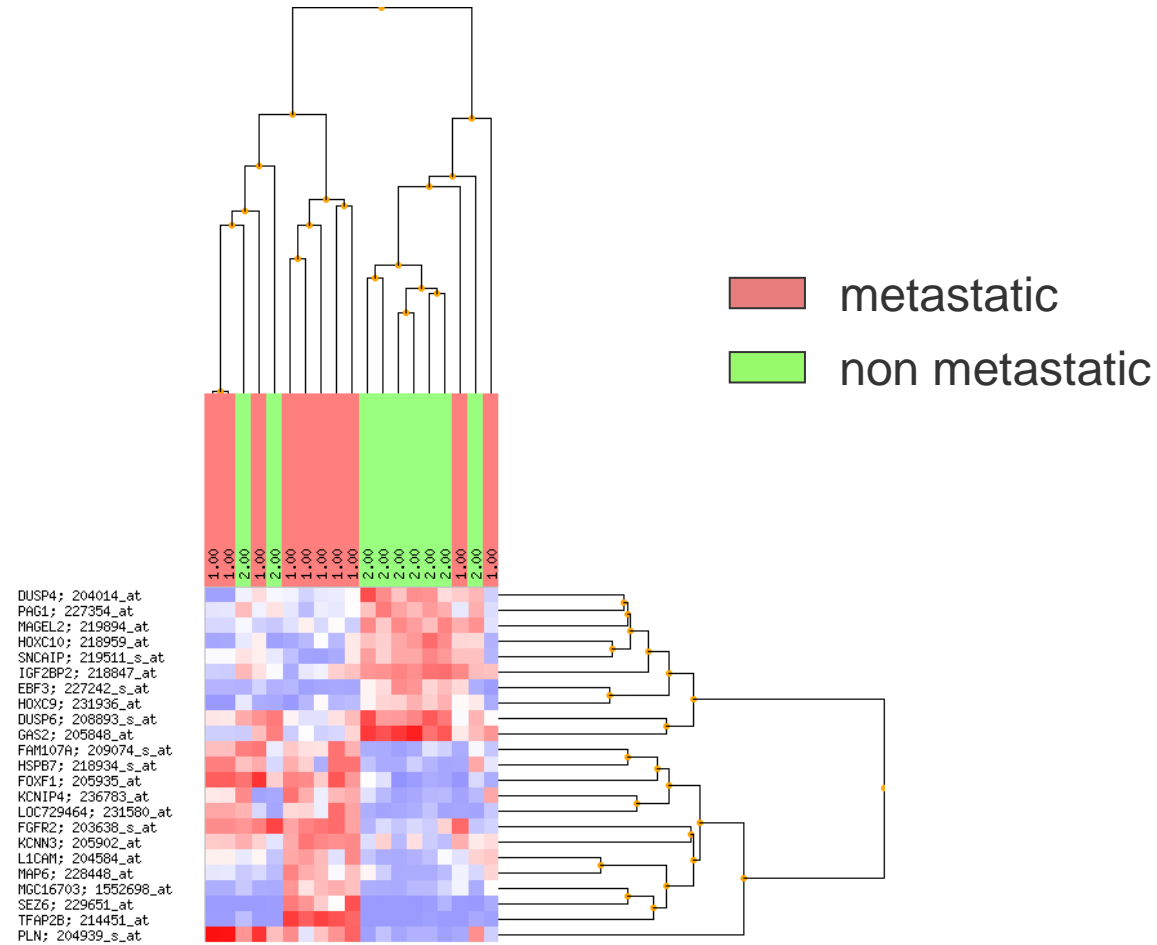 metastatic
non metastatic
1.00 1.00 2.00 1.00 2.00 1.00 1.00 1.00 1.00 1.00 2.00 2.00 2.00 2.00 2.00 2.00 1.00 2.00 1.00
DUSP4; 204014_at
PAG1; 227354_at
MAGEL2; 219894_at
HOXC10; 218959_at
SNCAIP; 219511_s_at
IGF2BP2; 218847_at
EBF3; 227242_s_at
HOXC9; 231936_at
DUSP6; 208893_s_at
GAS2; 205848_at
FAM107A; 209074_s_at
HSPB7; 218934_s_at
FOXF1; 205935_at
KCNIP4; 236783_at
LOC729464; 231580_at
FGFR2; 203638_s_at
KCNN3; 205902_at
L1CAM; 204584_at
MAP6; 228448_at
MGC16703; 1552698_at
SEZ6; 229651_at
TFAP2B; 214451_at
PLN; 204939_s_at